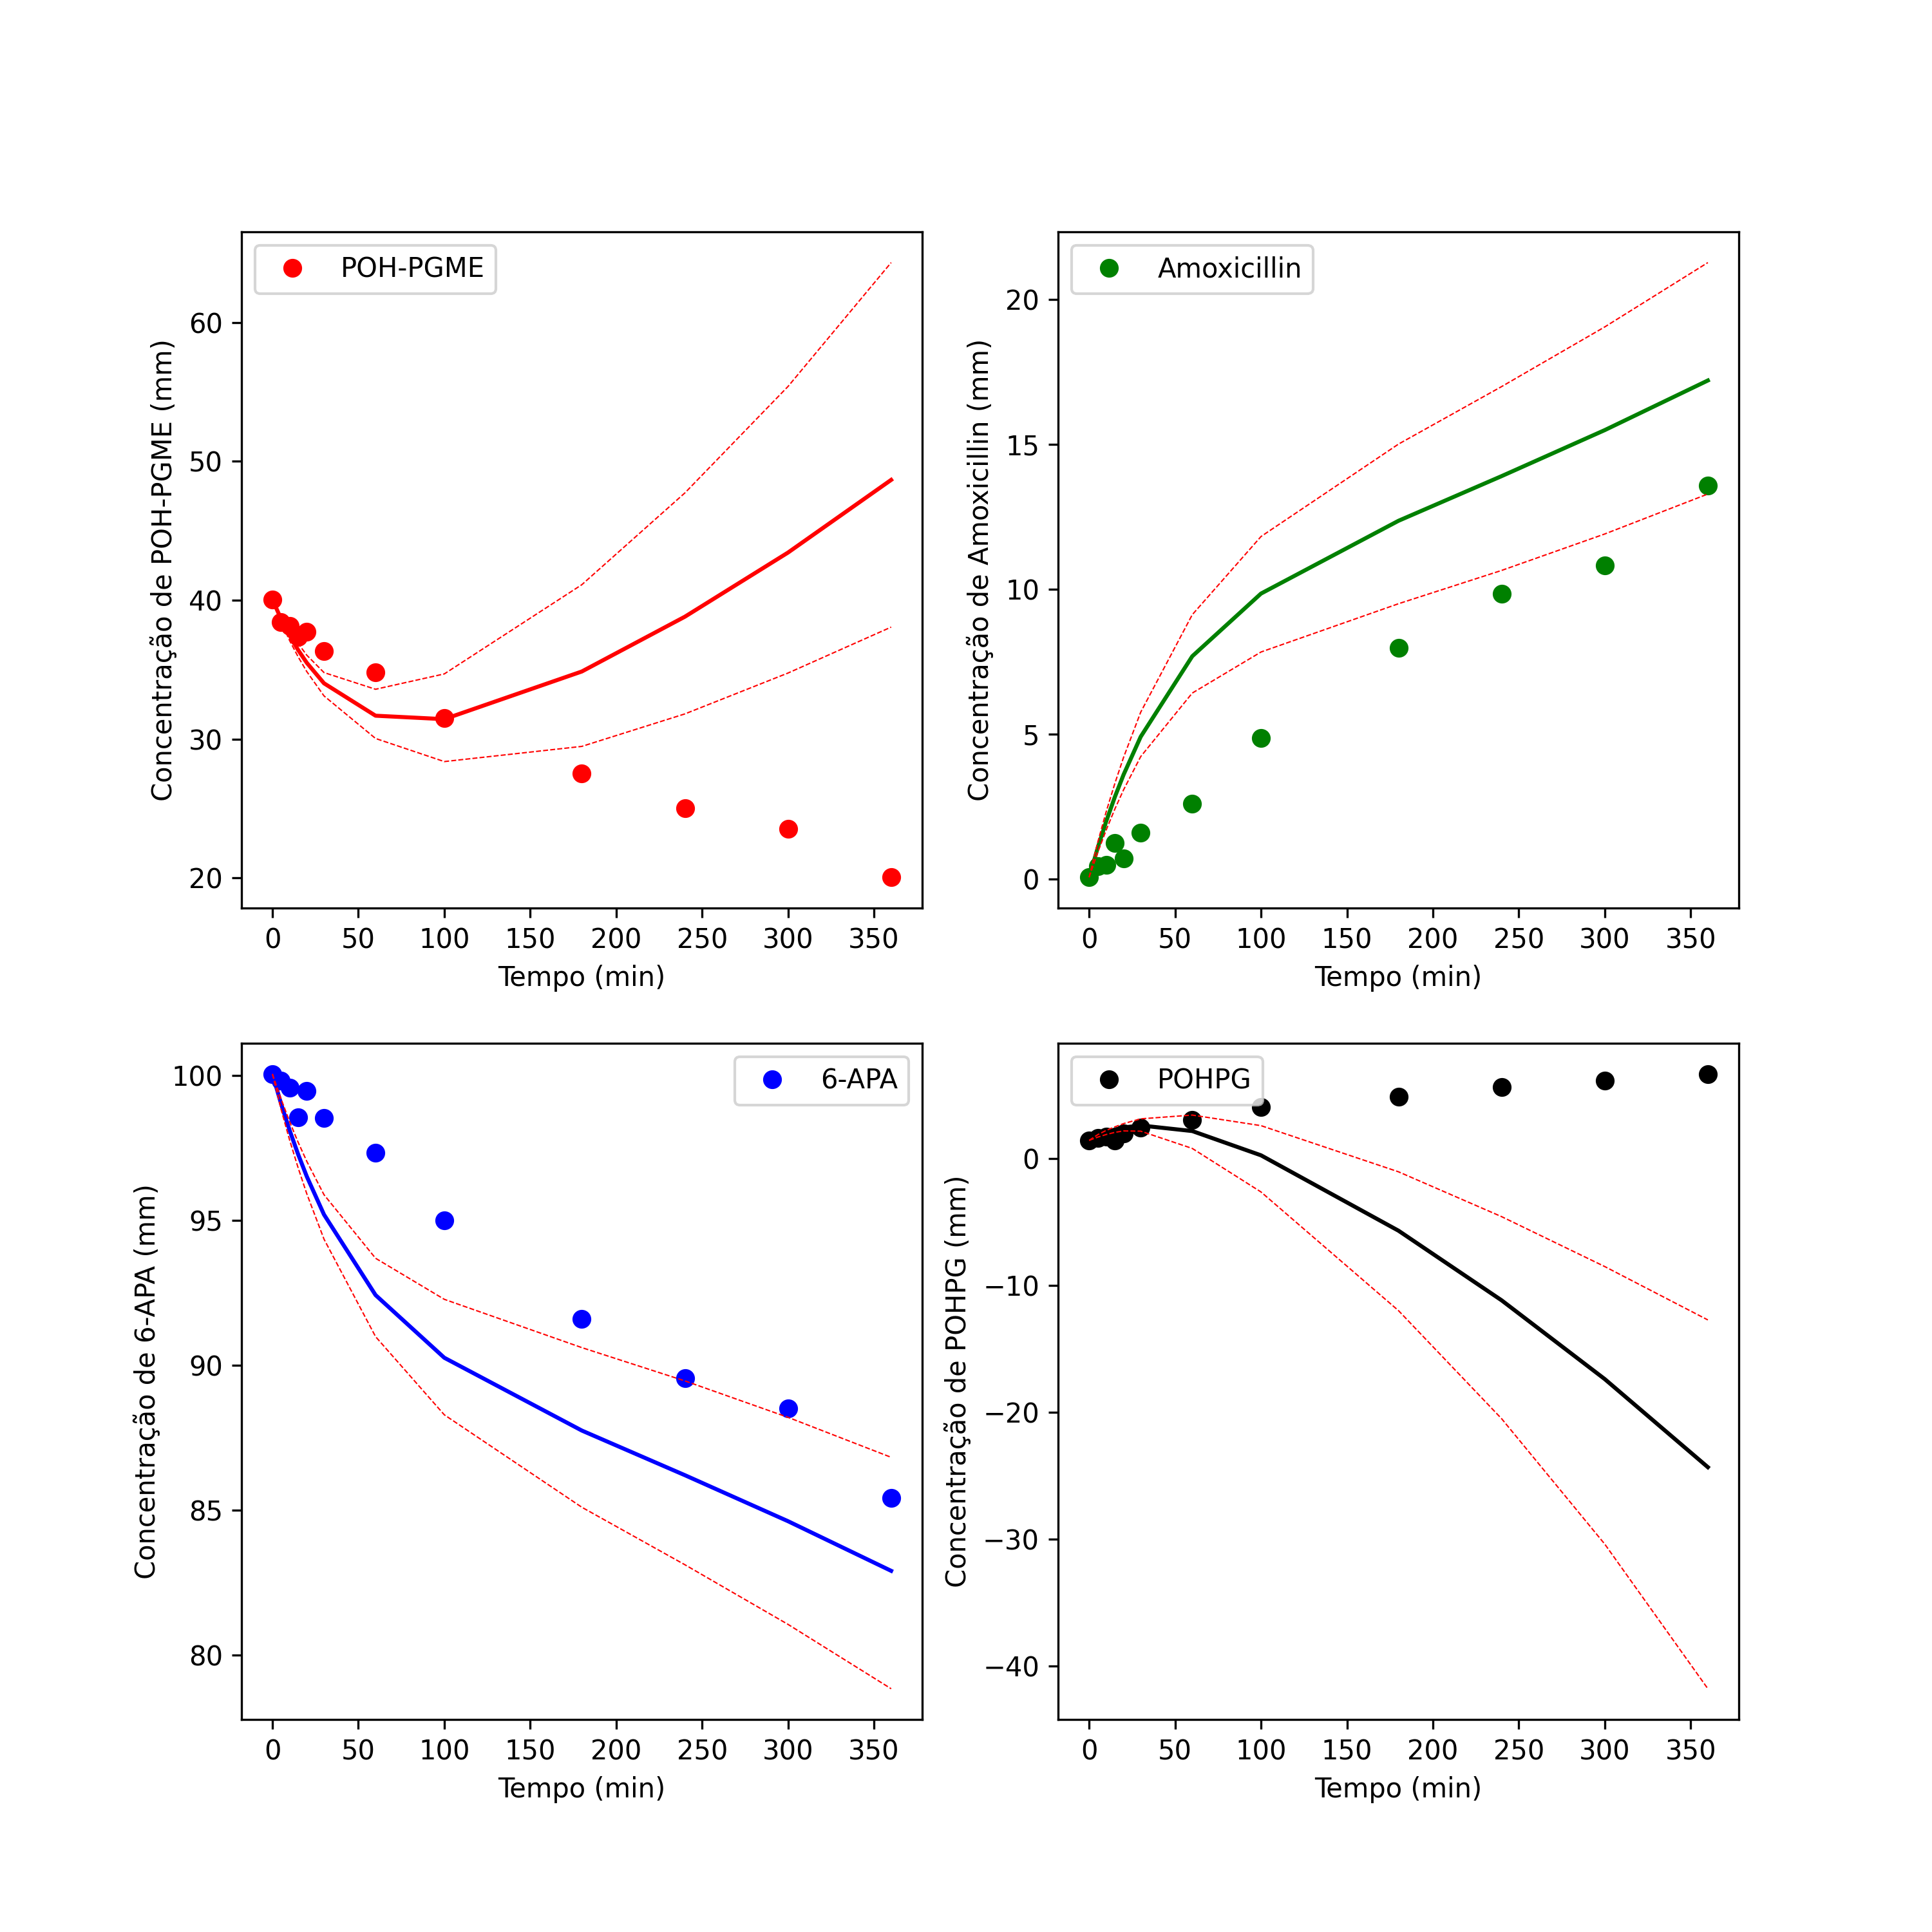 POH-PGME
Concentração de POH-PGME (mm)
60
50
40
30
20
0 50 100 150 200 250 300 350
Tempo (min)
Amoxicillin
Concentração de Amoxicillin (mm)
20
15
10
5
0
0 50 100 150 200 250 300 350
Tempo (min)
6-APA
Concentração de 6-APA (mm)
100
95
90
85
80
0 50 100 150 200 250 300 350
Tempo (min)
POHPG
Concentração de POHPG (mm)
0
−10
−20
−30
−40
0 50 100 150 200 250 300 350
Tempo (min)